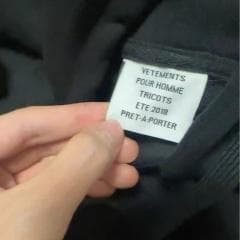 VETEMENTS
POUR HOMME
TRICOTS
ETE.2018
PRET-A-PORTER